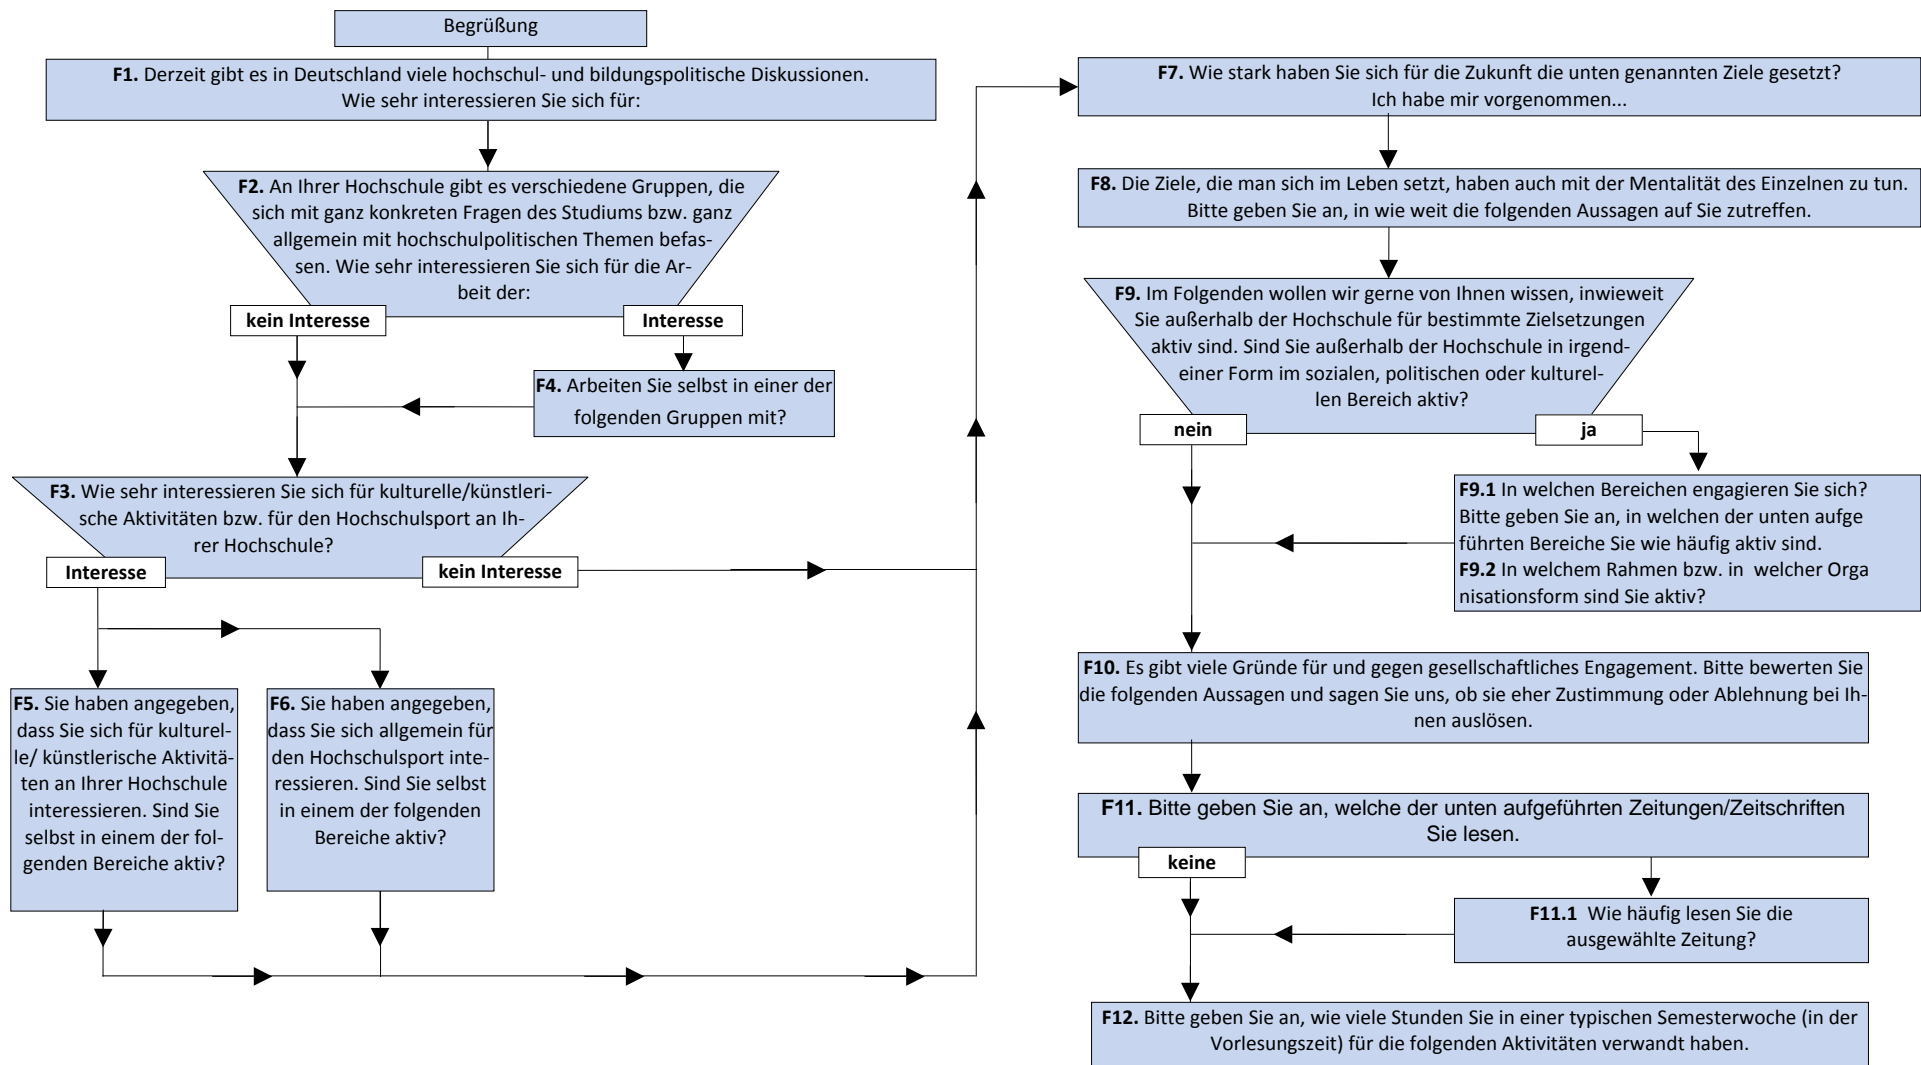 Begrüßung
F1. Derzeit gibt es in Deutschland viele hochschul- und bildungspolitische Diskussionen.
Wie sehr interessieren Sie sich für:
F2. An Ihrer Hochschule gibt es verschiedene Gruppen, die
sich mit ganz konkreten Fragen des Studiums bzw. ganz
allgemein mit hochschulpolitischen Themen befas-
sen. Wie sehr interessieren Sie sich für die Ar-
beit der:
kein Interesse
Interesse
F4. Arbeiten Sie selbst in einer der
folgenden Gruppen mit?
F3. Wie sehr interessieren Sie sich für kulturelle/künstleri-
sche Aktivitäten bzw. für den Hochschulsport an Ih-
rer Hochschule?
Interesse
kein Interesse
F5. Sie haben angegeben,
dass Sie sich für kulturel-
le/ künstlerische Aktivitä-
ten an Ihrer Hochschule
interessieren. Sind Sie
selbst in einem der fol-
genden Bereiche aktiv?
F6. Sie haben angegeben,
dass Sie sich allgemein für
den Hochschulsport inte-
ressieren. Sind Sie selbst
in einem der folgenden
Bereiche aktiv?
F7. Wie stark haben Sie sich für die Zukunft die unten genannten Ziele gesetzt?
Ich habe mir vorgenommen...
F8. Die Ziele, die man sich im Leben setzt, haben auch mit der Mentalität des Einzelnen zu tun.
Bitte geben Sie an, in wie weit die folgenden Aussagen auf Sie zutreffen.
F9. Im Folgenden wollen wir gerne von Ihnen wissen, inwieweit
Sie außerhalb der Hochschule für bestimmte Zielsetzungen
aktiv sind. Sind Sie außerhalb der Hochschule in irgend-
einer Form im sozialen, politischen oder kulturel-
len Bereich aktiv?
nein
ja
F9.1 In welchen Bereichen engagieren Sie sich?
Bitte geben Sie an, in welchen der unten aufge
führten Bereiche Sie wie häufig aktiv sind.
F9.2 In welchem Rahmen bzw. in welcher Orga
nisationsform sind Sie aktiv?
F10. Es gibt viele Gründe für und gegen gesellschaftliches Engagement. Bitte bewerten Sie
die folgenden Aussagen und sagen Sie uns, ob sie eher Zustimmung oder Ablehnung bei Ih-
nen auslösen.
F11. Bitte geben Sie an, welche der unten aufgeführten Zeitungen/Zeitschriften
Sie lesen.
keine
F11.1 Wie häufig lesen Sie die
ausgewählte Zeitung?
F12. Bitte geben Sie an, wie viele Stunden Sie in einer typischen Semesterwoche (in der
Vorlesungszeit) für die folgenden Aktivitäten verwandt haben.